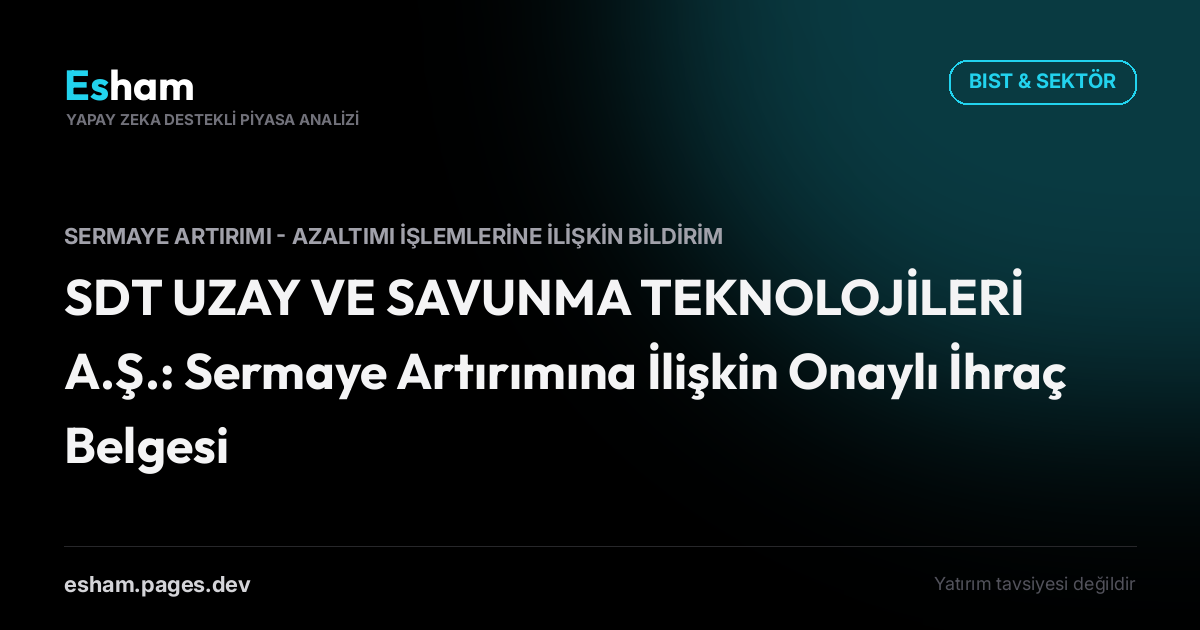 Esham
YAPAY ZEKA DESTEKLİ PİYASA ANALİZİ
BIST & SEKTÖR
SERMAYE ARTIRIMI - AZALTIMI İŞLEMLERİNE İLİŞKİN BİLDİRİM
SDT UZAY VE SAVUNMA TEKNOLOJİLERİ
A.Ş.: Sermaye Artırımına İlişkin Onaylı İhraç
Belgesi
esham.pages.dev
Yatırım tavsiyesi değildir